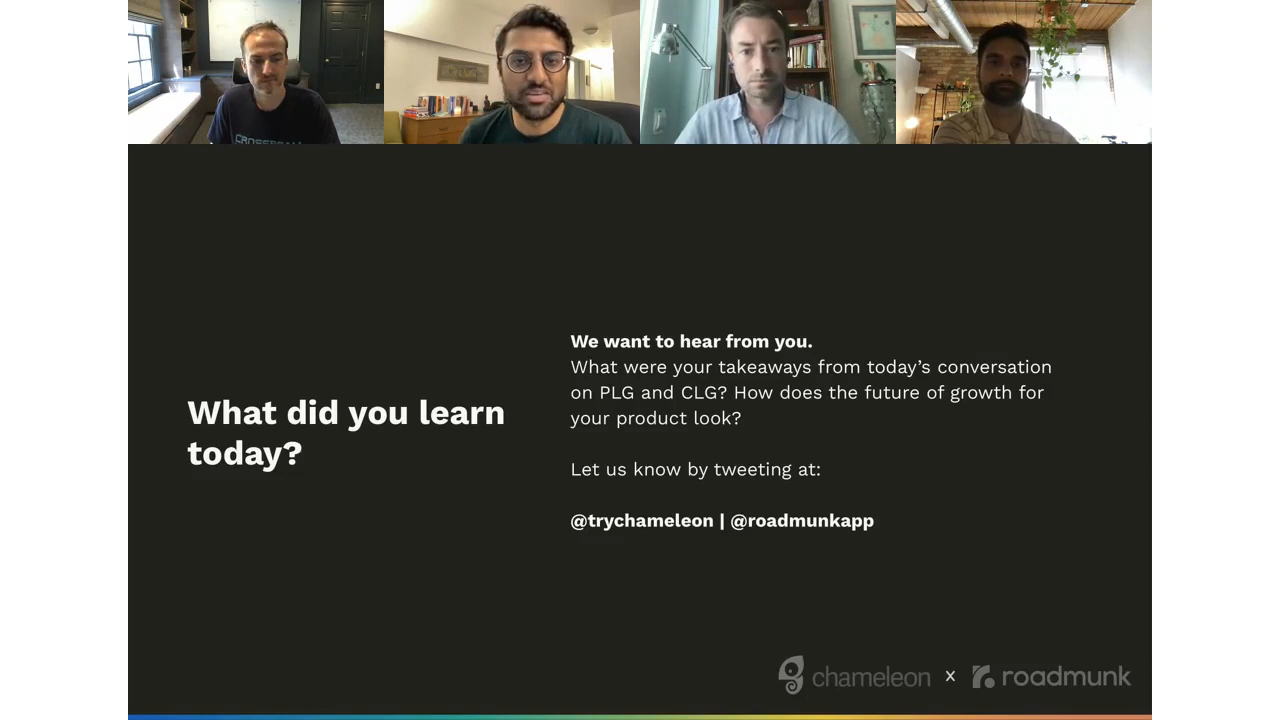 CROSSBEAM
What did you learn
today?
We want to hear from you.
What were your takeaways from today’s conversation
on PLG and CLG? How does the future of growth for
your product look?
Let us know by tweeting at:
@trychameleon | @roadmunkapp
chameleon x roadmunk